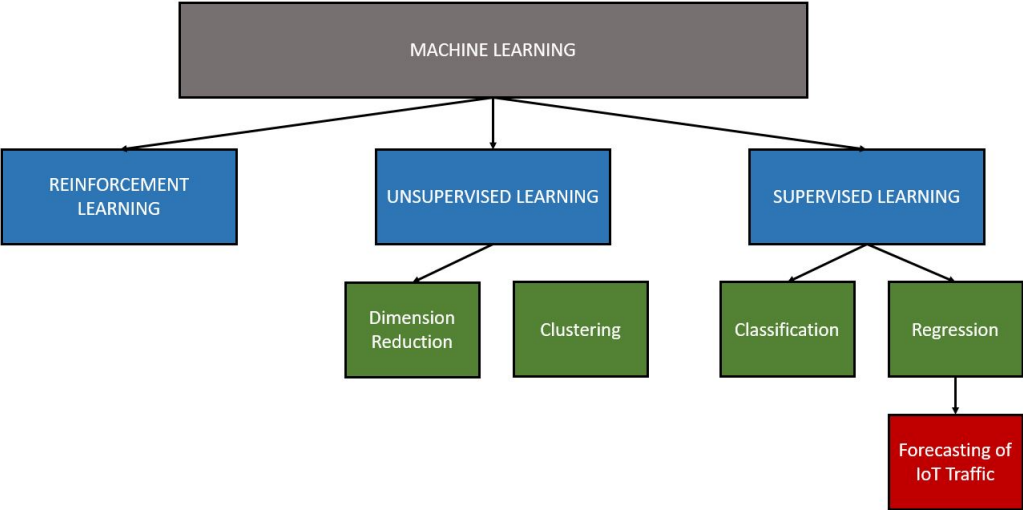 MACHINE LEARNING
REINFORCEMENT
LEARNING
UNSUPERVISED LEARNING
SUPERVISED LEARNING
Dimension
Reduction
Clustering
Classification
Regression
Forecasting of
IoT Traffic